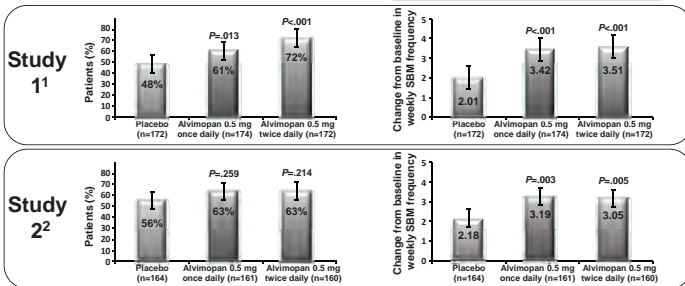 Study
1¹
Patients (%)
80
70
60
50
40
30
20
10
0
48%
P=.013
61%
P<.001
72%
Placebo
(n=172)
Alvimopan 0.5 mg
once daily (n=174)
Alvimopan 0.5 mg
twice daily (n=172)
Change from baseline in
weekly SBM frequency
5
4
3
2
1
0
2.01
P<.001
3.42
P<.001
3.51
Placebo
(n=172)
Alvimopan 0.5 mg
once daily (n=174)
Alvimopan 0.5 mg
twice daily (n=172)
Study
2²
Patients (%)
80
70
60
50
40
30
20
10
0
56%
P=.259
63%
P=.214
63%
Placebo
(n=164)
Alvimopan 0.5 mg
once daily (n=161)
Alvimopan 0.5 mg
twice daily (n=160)
Change from baseline in
weekly SBM frequency
5
4
3
2
1
0
2.18
P=.003
3.19
P=.005
3.05
Placebo
(n=164)
Alvimopan 0.5 mg
once daily (n=161)
Alvimopan 0.5 mg
twice daily (n=160)